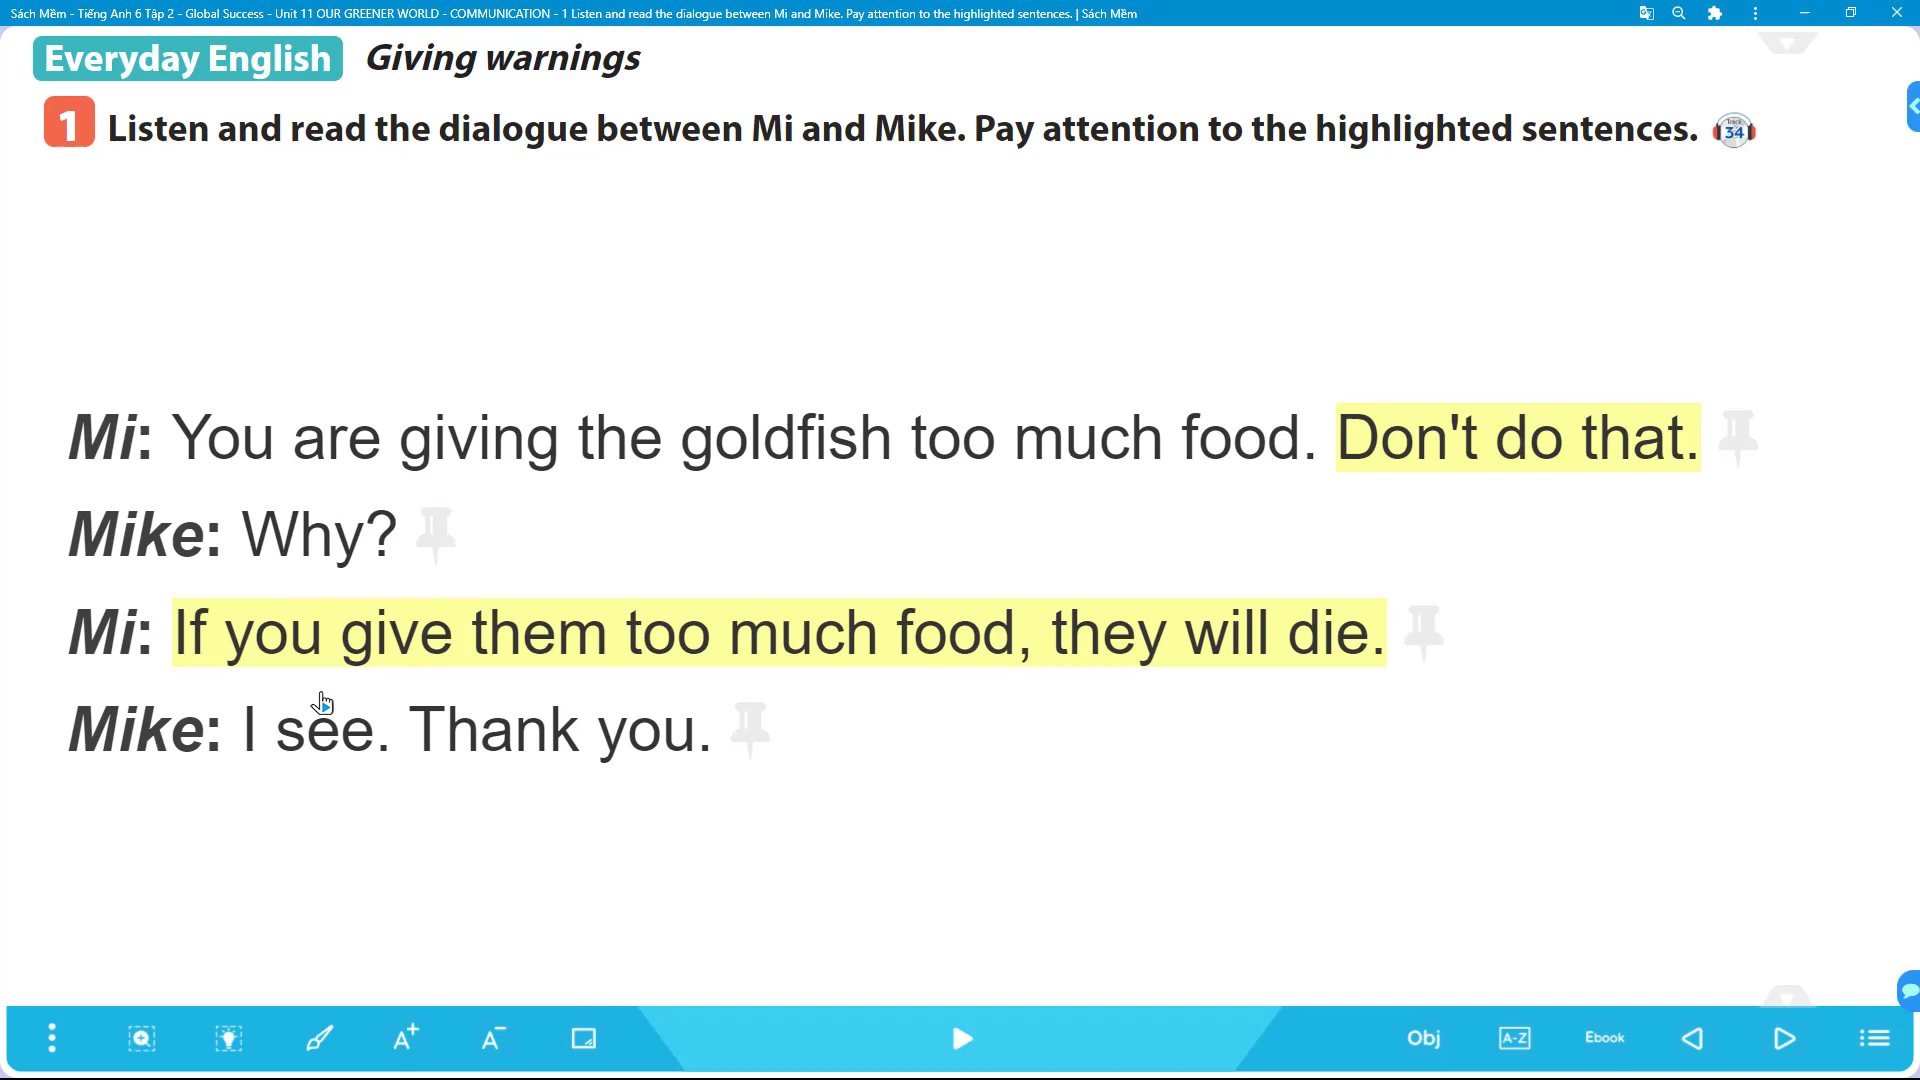 Sách Mềm - Tiếng Anh 6 Tập 2 - Global Success - Unit 11 OUR GREENER WORLD - COMMUNICATION - 1 Listen and read the dialogue between Mi and Mike. Pay attention to the highlighted sentences. | Sách Mềm
Everyday English Giving warnings
1 Listen and read the dialogue between Mi and Mike. Pay attention to the highlighted sentences. Track 34
Mi: You are giving the goldfish too much food. Don't do that.
Mike: Why?
Mi: If you give them too much food, they will die.
Mike: I see. Thank you.
A+ A- Obj A-Z Ebook